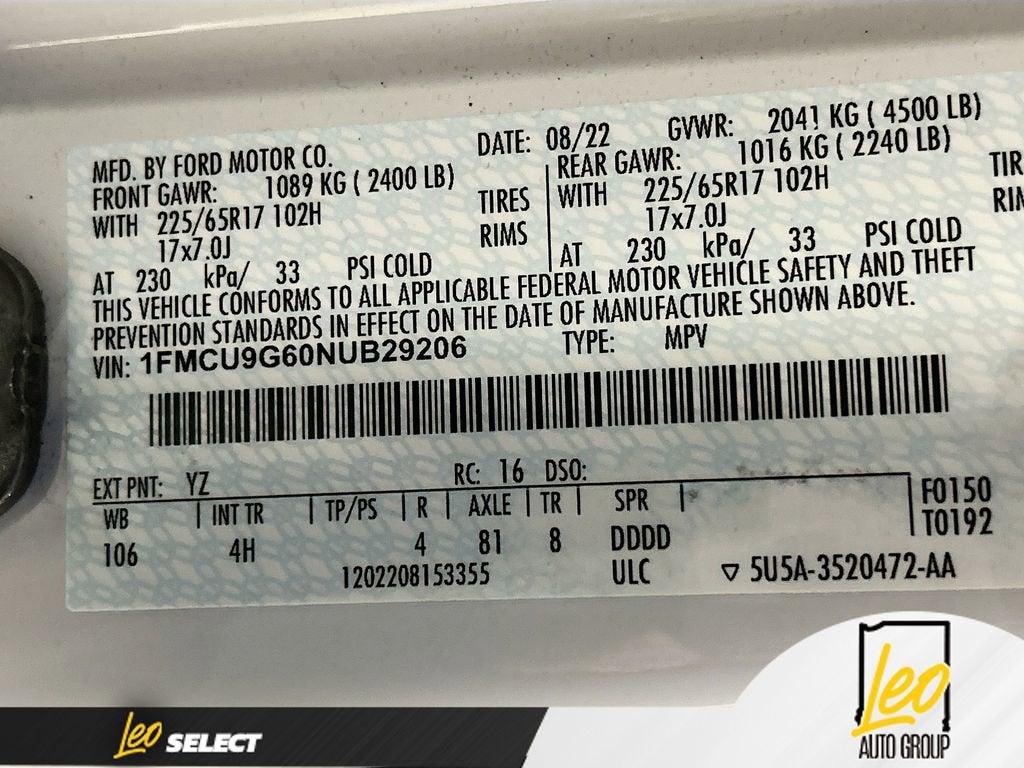 MFD. BY FORD MOTOR CO. DATE: 08/22 GVWR: 2041 KG ( 4500 LB)
FRONT GAWR: 1089 KG ( 2400 LB) REAR GAWR: 1016 KG ( 2240 LB)
WITH 225/65R17 102H TIRES WITH 225/65R17 102H TIR
17x7.0J RIMS 17x7.0J RIM
AT 230 kPa/ 33 PSI COLD AT 230 kPa/ 33 PSI COLD
THIS VEHICLE CONFORMS TO ALL APPLICABLE FEDERAL MOTOR VEHICLE SAFETY AND THEFT
PREVENTION STANDARDS IN EFFECT ON THE DATE OF MANUFACTURE SHOWN ABOVE.
VIN: 1FMCU9G60NUB29206 TYPE: MPV
EXT PNT: YZ RC: 16 DSO:
WB INT TR TP/PS R AXLE TR SPR F0150
106 4H 4 81 8 DDDD T0192
1202208153355 ULC ▽ 5U5A-3520472-AA
Leo SELECT
Leo
AUTO GROUP